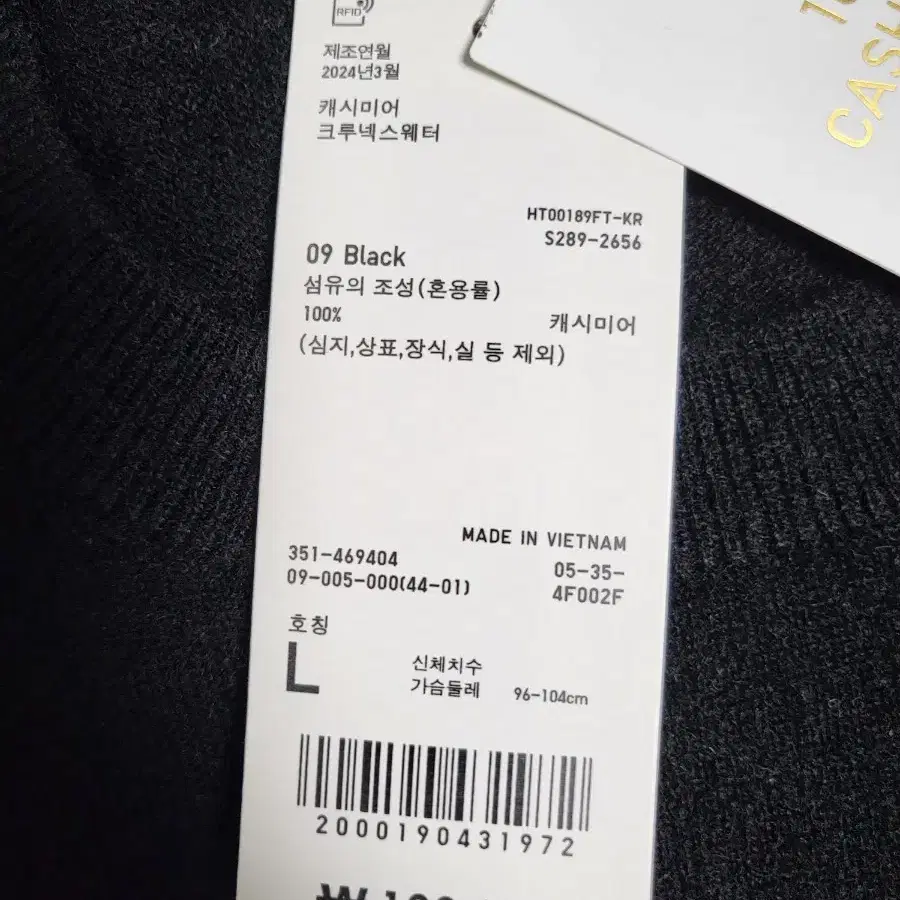 RFID
제조연월
2024년3월
캐시미어
크루넥스웨터
HT00189FT-KR
S289-2656
09 Black
섬유의 조성(혼용률)
100% 캐시미어
(심지,상표,장식,실 등 제외)
MADE IN VIETNAM
351-469404 05-35-
09-005-000(44-01) 4F002F
호칭
L
신체치수
가슴둘레 96-104cm
2000190431972